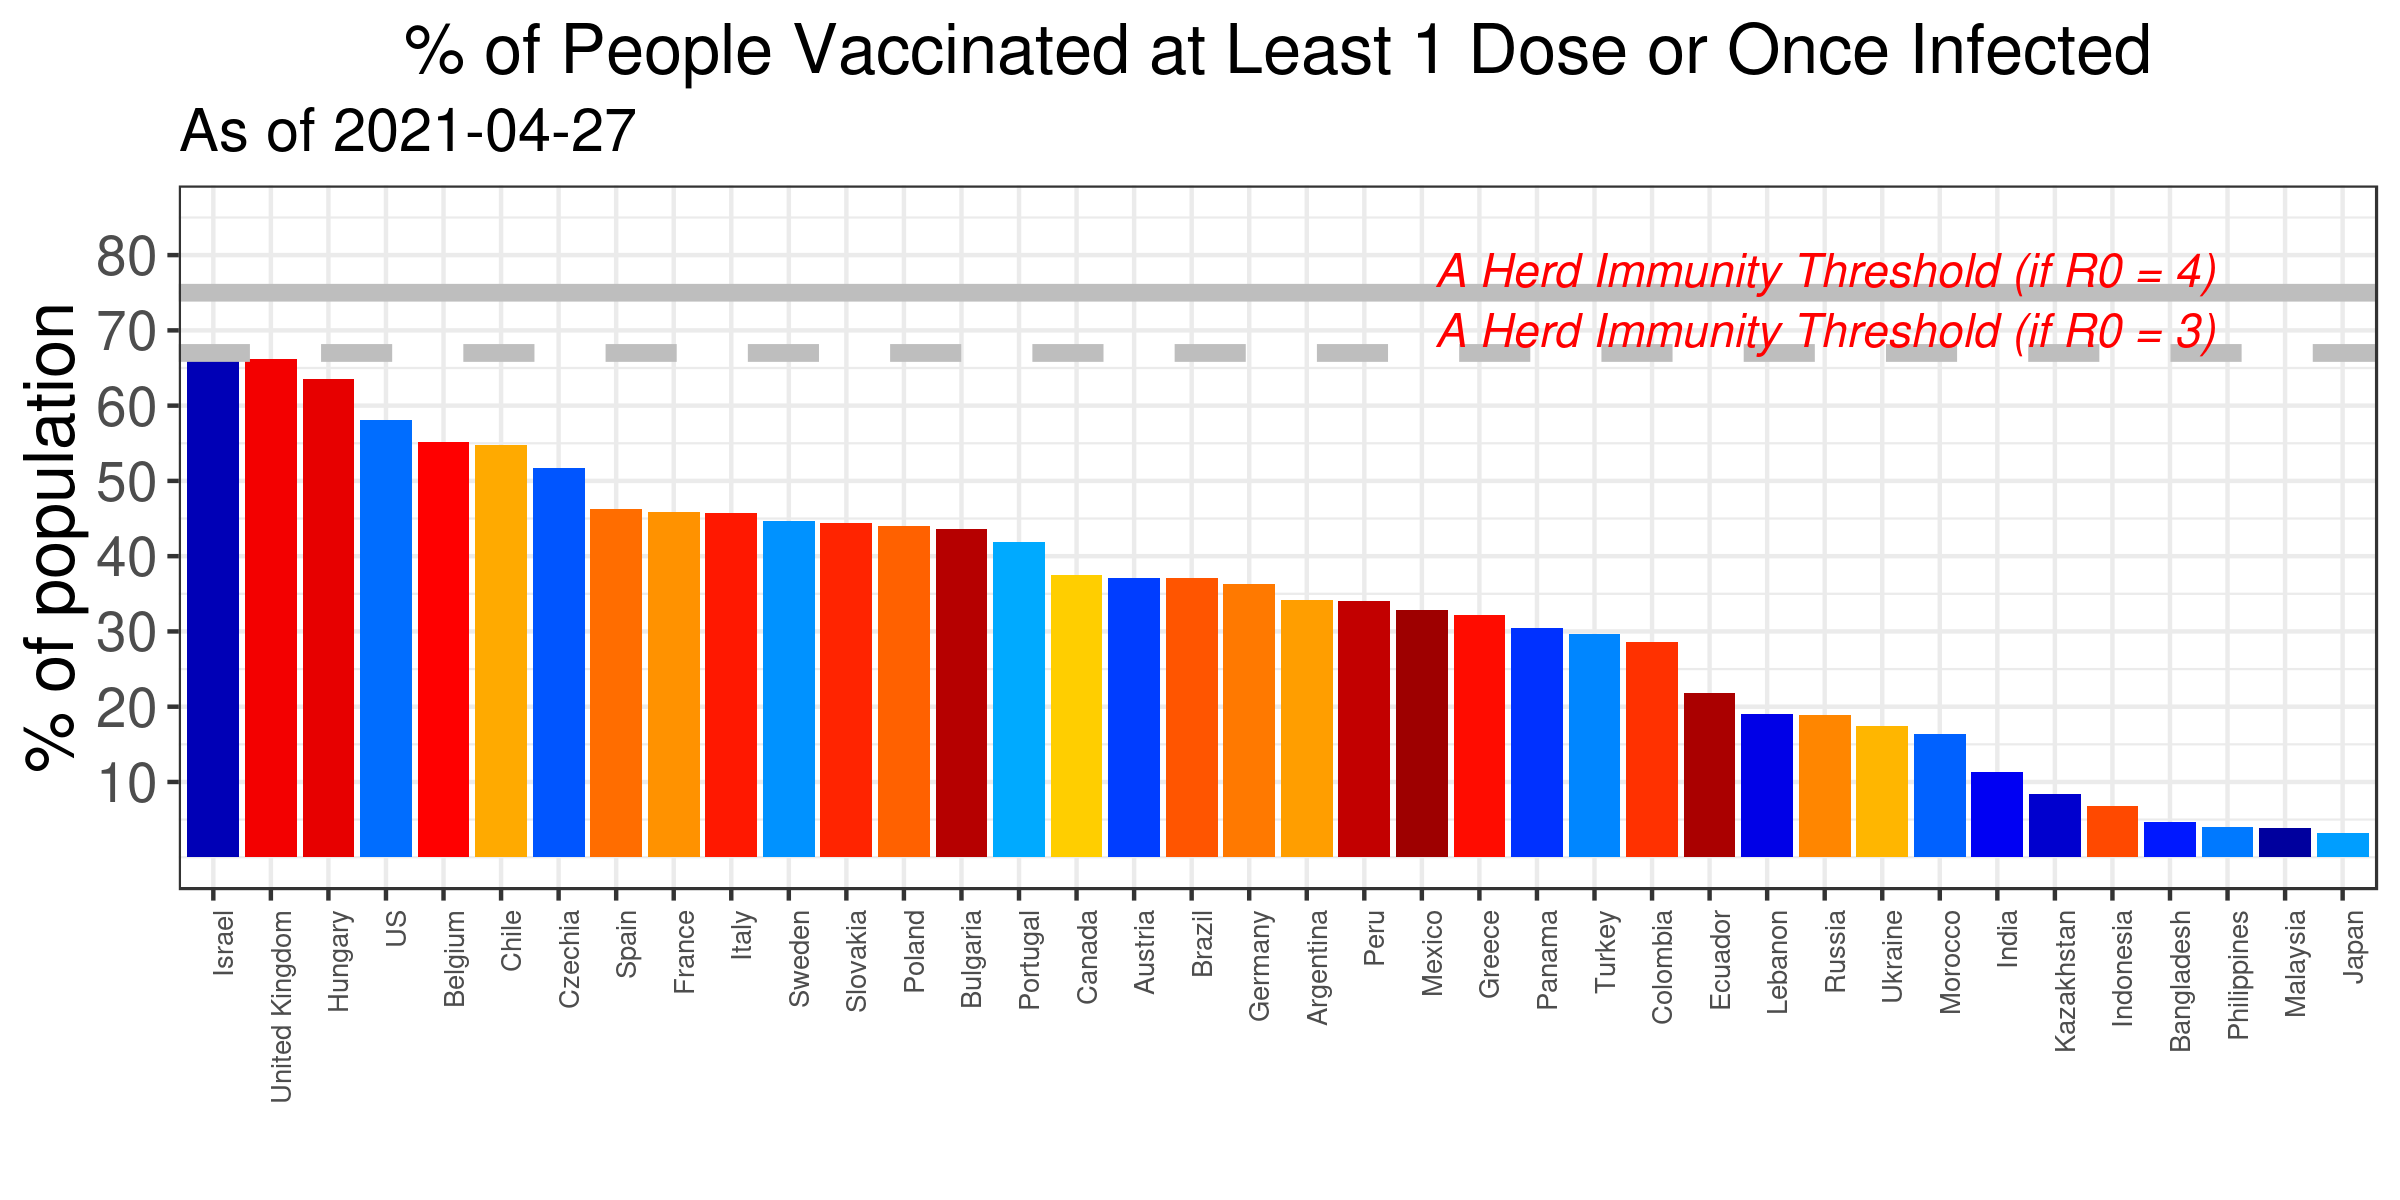 % of People Vaccinated at Least 1 Dose or Once Infected
As of 2021-04-27
% of population
80
70
60
50
40
30
20
10
A Herd Immunity Threshold (if R0 = 4)
A Herd Immunity Threshold (if R0 = 3)
Israel
United Kingdom
Hungary
US
Belgium
Chile
Czechia
Spain
France
Italy
Sweden
Slovakia
Poland
Bulgaria
Portugal
Canada
Austria
Brazil
Germany
Argentina
Peru
Mexico
Greece
Panama
Turkey
Colombia
Ecuador
Lebanon
Russia
Ukraine
Morocco
India
Kazakhstan
Indonesia
Bangladesh
Philippines
Malaysia
Japan